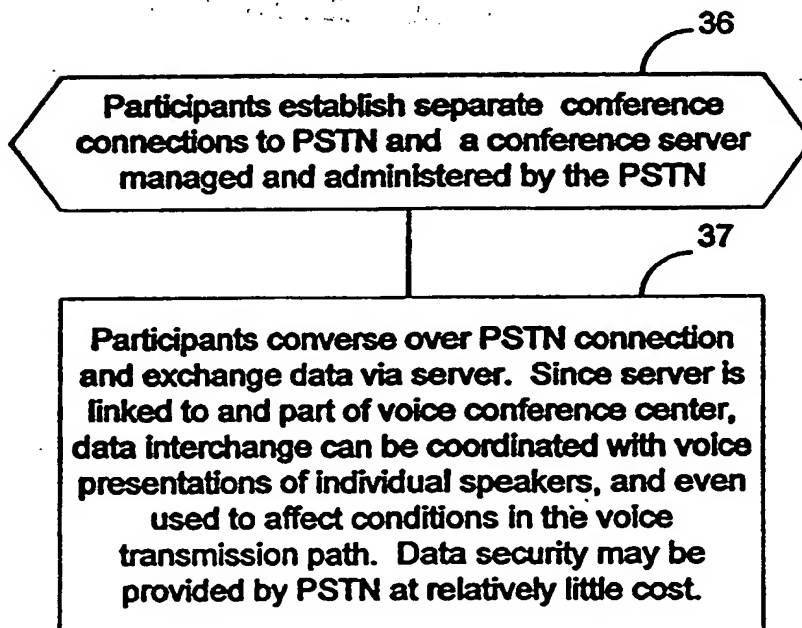 36
Participants establish separate conference
connections to PSTN and a conference server
managed and administered by the PSTN
37
Participants converse over PSTN connection
and exchange data via server. Since server is
linked to and part of voice conference center,
data interchange can be coordinated with voice
presentations of individual speakers, and even
used to affect conditions in the voice
transmission path. Data security may be
provided by PSTN at relatively little cost.